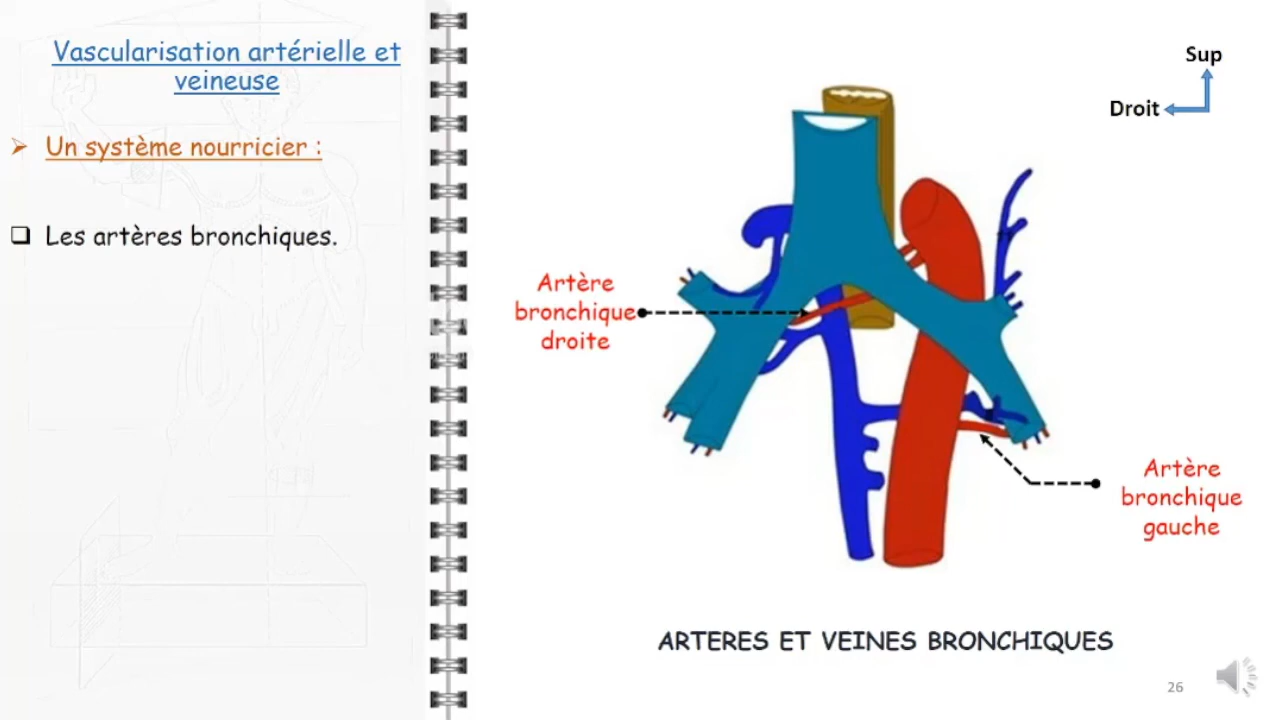 Vascularisation artérielle et
veineuse
Un système nourricier :
Les artères bronchiques.
Sup
Droit
Artère
bronchique
droite
Artère
bronchique
gauche
ARTERES ET VEINES BRONCHIQUES
26